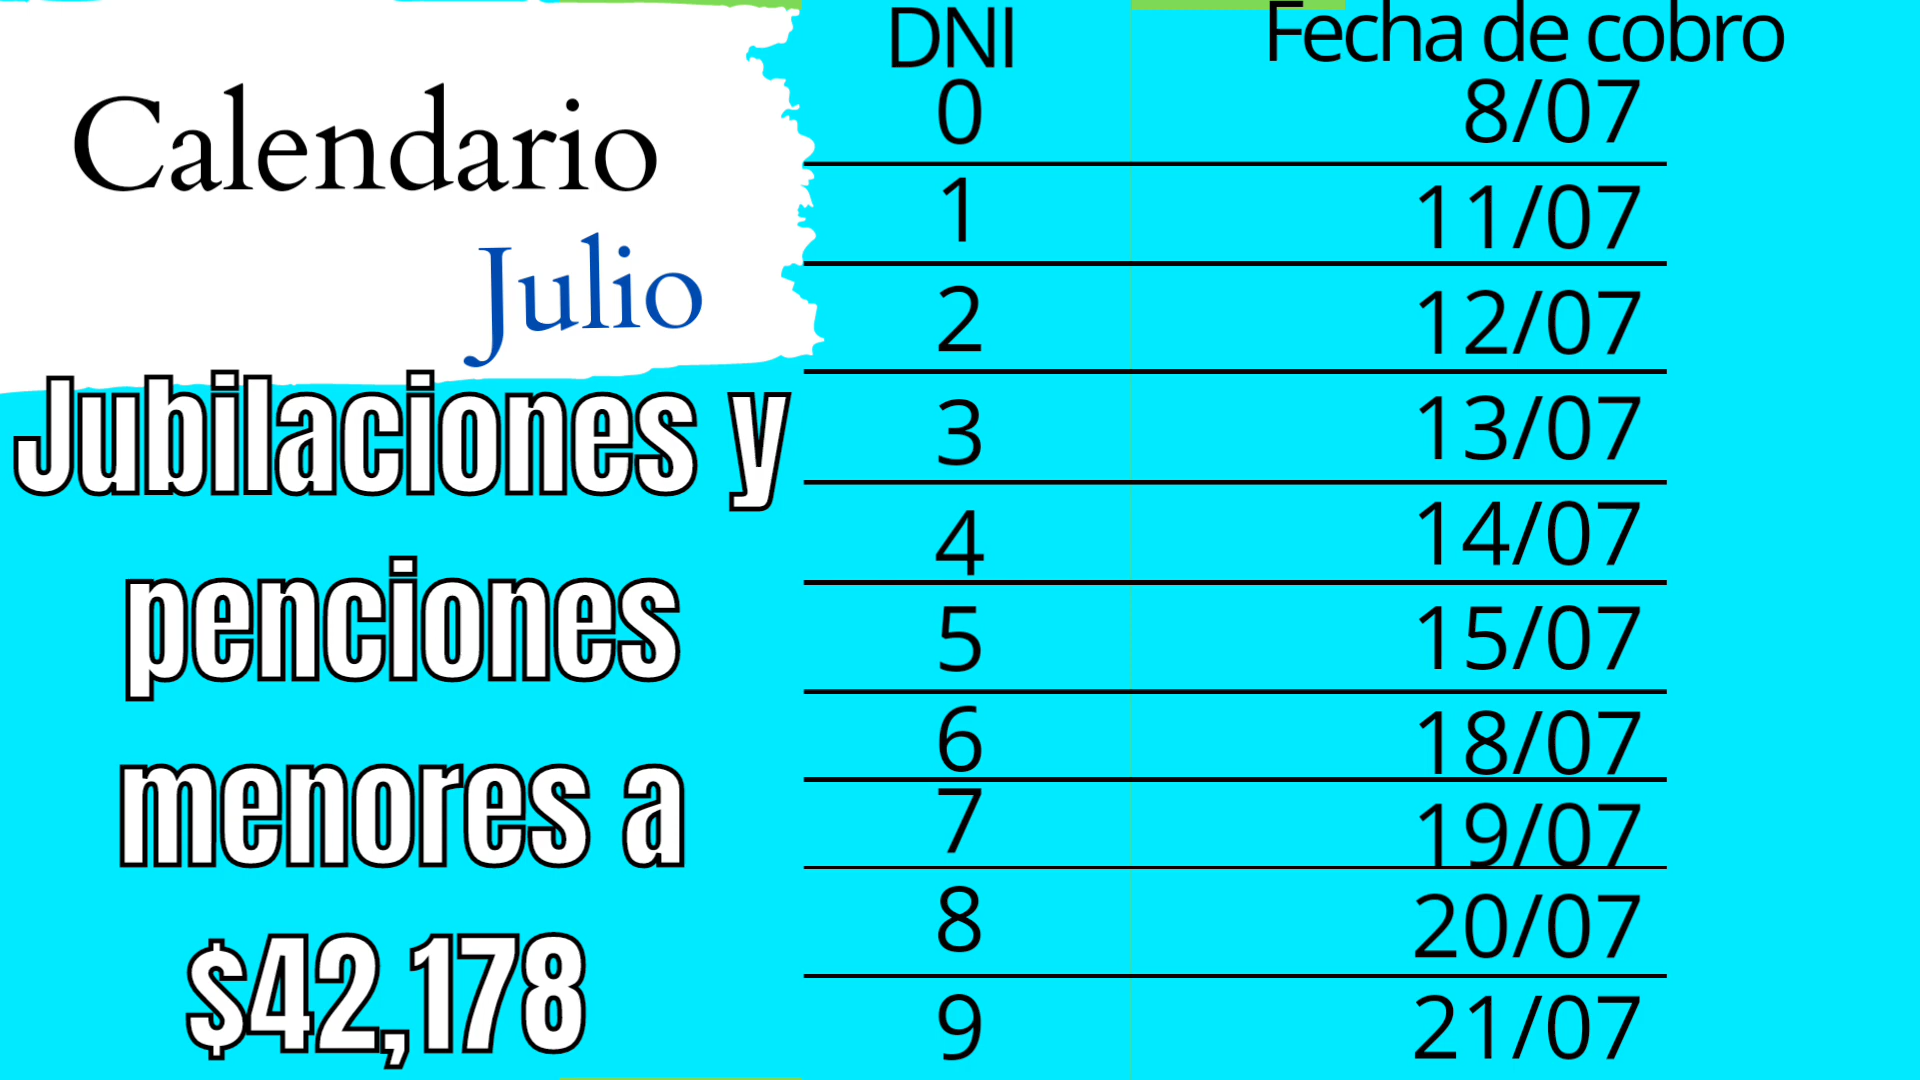 Calendario
Julio
Jubilaciones y
penciones
menores a
$42,178
DNI Fecha de cobro
0 8/07
1 11/07
2 12/07
3 13/07
4 14/07
5 15/07
6 18/07
7 19/07
8 20/07
9 21/07